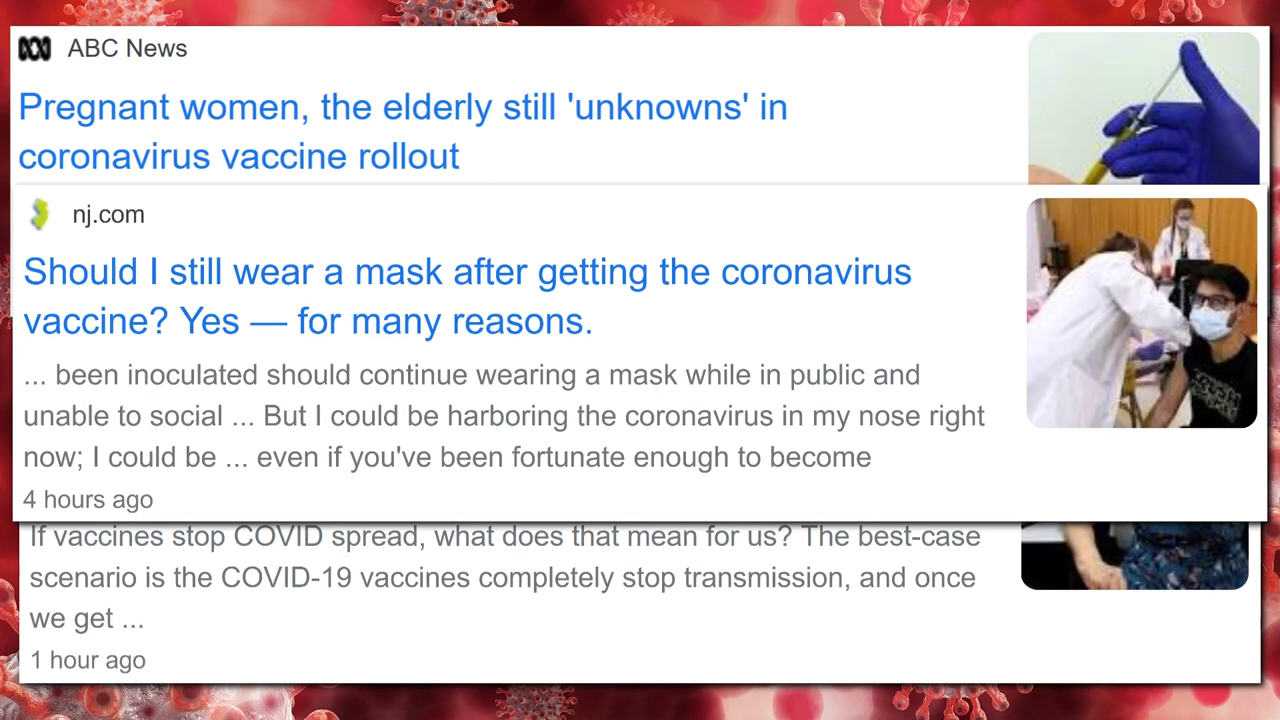 ABC News
Pregnant women, the elderly still 'unknowns' in
coronavirus vaccine rollout
nj.com
Should I still wear a mask after getting the coronavirus
vaccine? Yes — for many reasons.
... been inoculated should continue wearing a mask while in public and
unable to social ... But I could be harboring the coronavirus in my nose right
now; I could be ... even if you've been fortunate enough to become
4 hours ago
If vaccines stop COVID spread, what does that mean for us? The best-case
scenario is the COVID-19 vaccines completely stop transmission, and once
we get ...
1 hour ago